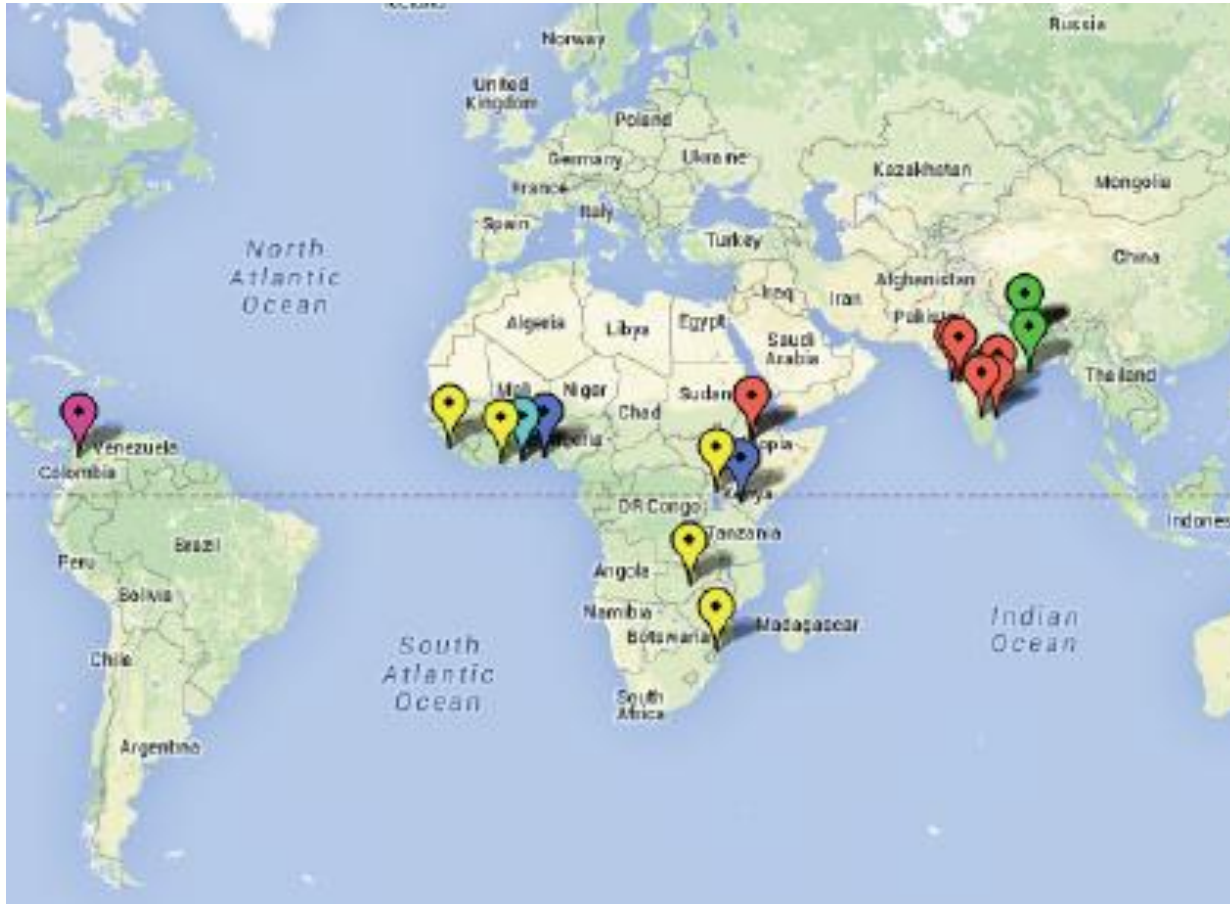 Russia
Norway
United
Kingdom
Poland
Germany
Ukraine
Kazakhstan
France
Mongolia
Italy
Spain
Turkey
North
Atlantic
Ocean
China
Afghanistan
Iraq
Iran
Algeria
Libya
Egypt
Saudi
Arabia
Thailand
Mali
Niger
Chad
Sudan
Venezuela
Colombia
DR Congo
Tanzania
Brazil
Peru
Angola
Bolivia
Namibia
Botswana
Madagascar
Indian
Ocean
South
Atlantic
Ocean
Chile
South
Africa
Argentina